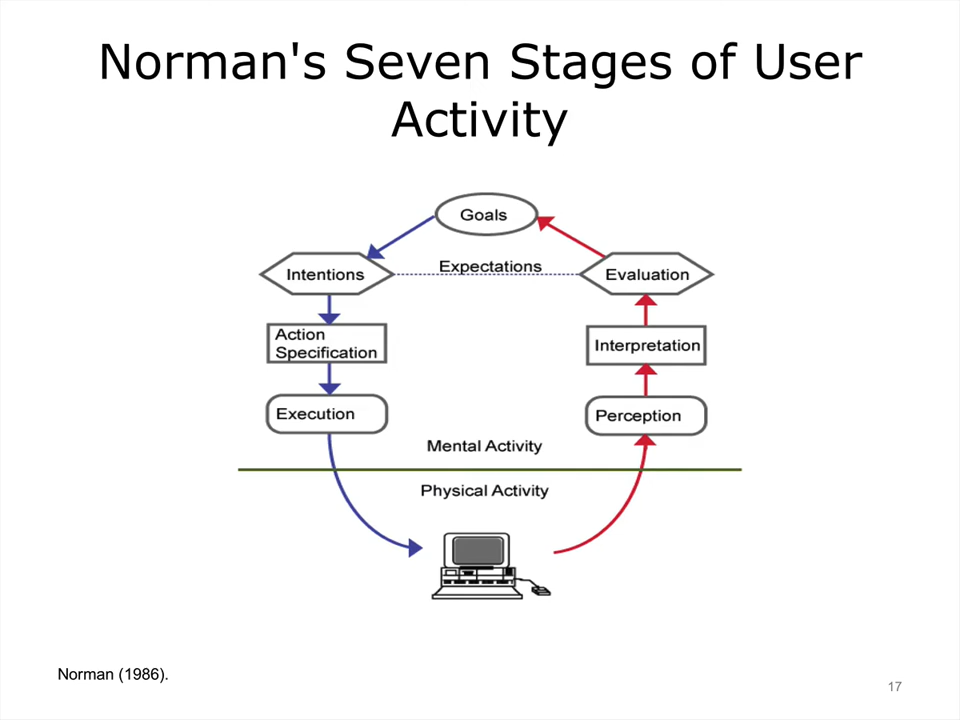 Norman's Seven Stages of User
Activity
Goals
Intentions
Expectations
Evaluation
Action
Specification
Interpretation
Execution
Perception
Mental Activity
Physical Activity
Norman (1986).
17